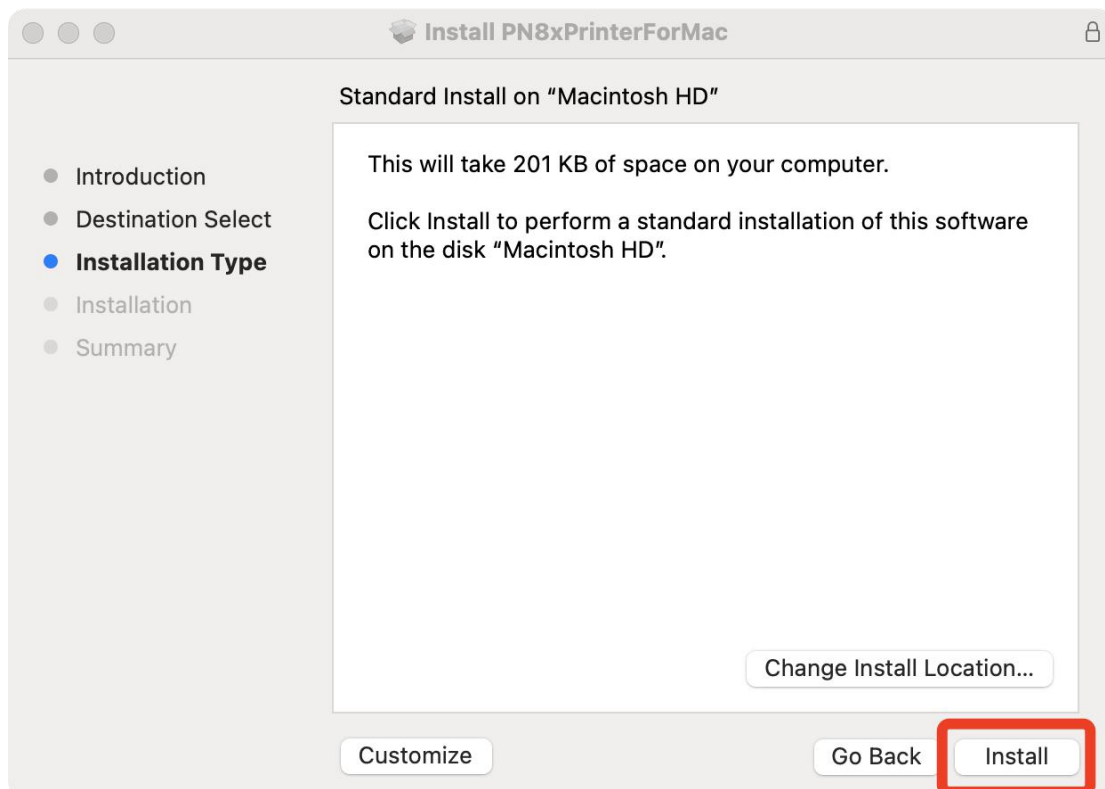 Install PN8xPrinterForMac
Standard Install on “Macintosh HD”
Introduction
Destination Select
Installation Type
Installation
Summary
This will take 201 KB of space on your computer.
Click Install to perform a standard installation of this software
on the disk “Macintosh HD”.
Change Install Location...
Customize
Go Back
Install